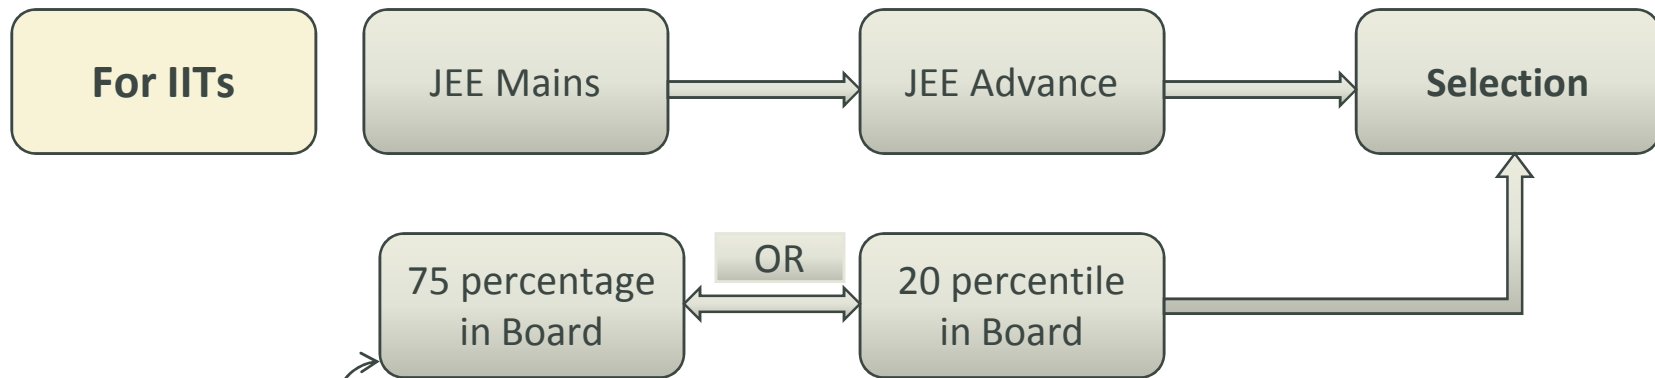 For IITs
JEE Mains
JEE Advance
Selection
75 percentage
in Board
OR
20 percentile
in Board